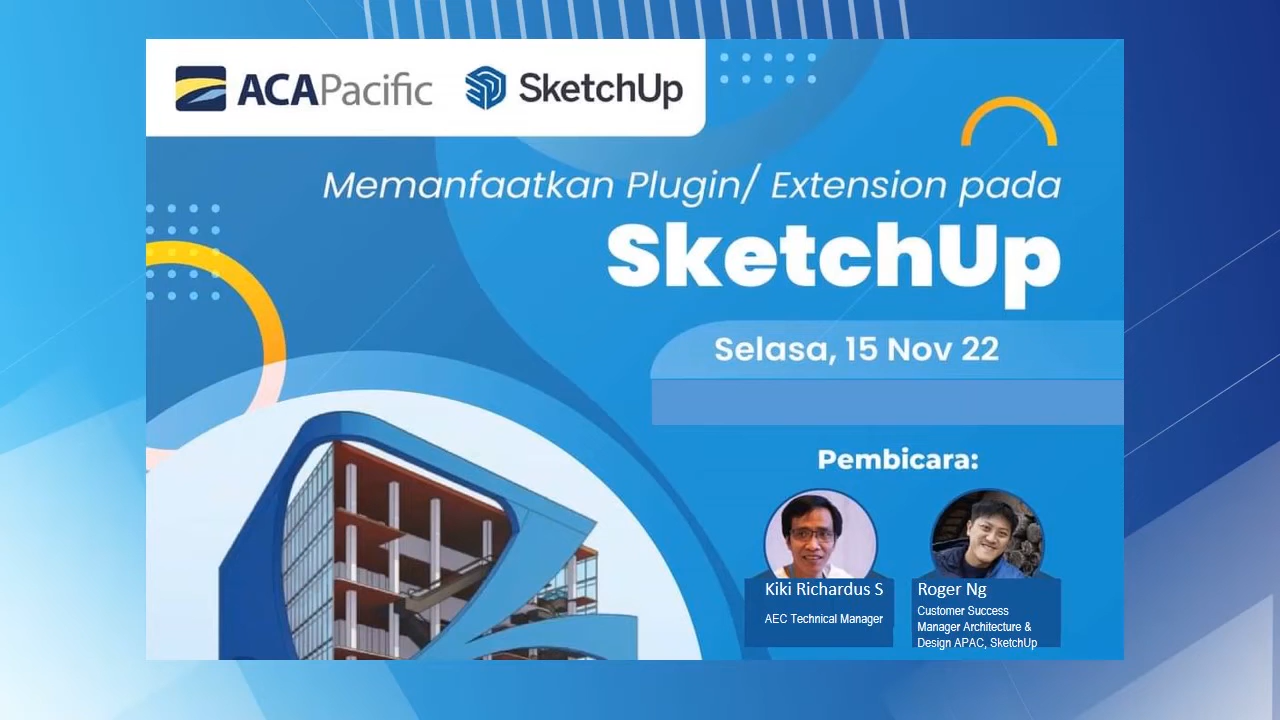 ACAPacific SketchUp
Memanfaatkan Plugin/ Extension pada
SketchUp
Selasa, 15 Nov 22
Pembicara:
Kiki Richardus S
AEC Technical Manager
Roger Ng
Customer Success
Manager Architecture &
Design APAC, SketchUp